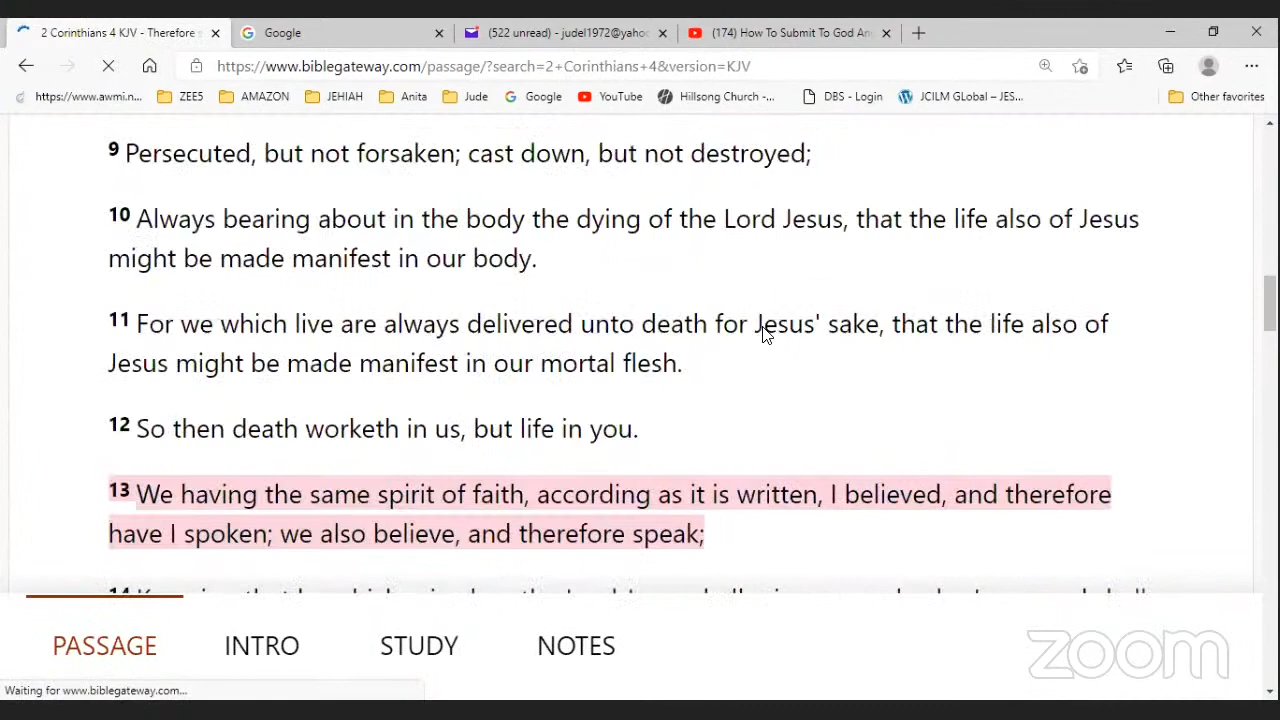 2 Corinthians 4 KJV - Therefore s
Google
(522 unread) - judel1972@yaho
(174) How To Submit To God An
https://www.biblegateway.com/passage/?search=2+Corinthians+4&version=KJV
https://www.awmi.n...
ZEE5
AMAZON
JEHIAH
Anita
Jude
Google
YouTube
Hillsong Church -...
DBS - Login
JCILM GLobal – JES...
Other favorites
9 Persecuted, but not forsaken; cast down, but not destroyed;
10 Always bearing about in the body the dying of the Lord Jesus, that the life also of Jesus
might be made manifest in our body.
11 For we which live are always delivered unto death for Jesus' sake, that the life also of
Jesus might be made manifest in our mortal flesh.
12 So then death worketh in us, but life in you.
13 We having the same spirit of faith, according as it is written, I believed, and therefore
have I spoken; we also believe, and therefore speak;
PASSAGE
INTRO
STUDY
NOTES
zoom
Waiting for www.biblegateway.com...